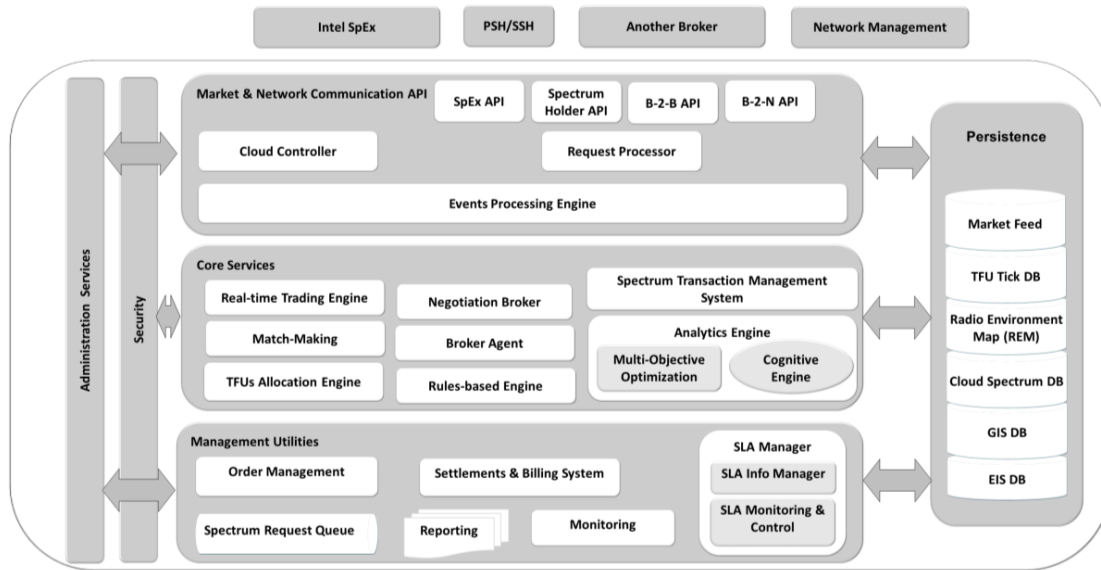 Intel SpEx
PSH/SSH
Another Broker
Network Management
Administration Services
Security
Market & Network Communication API
SpEx API
Spectrum
Holder API
B-2-B API
B-2-N API
Cloud Controller
Request Processor
Events Processing Engine
Core Services
Real-time Trading Engine
Negotiation Broker
Spectrum Transaction Management
System
Match-Making
Broker Agent
Analytics Engine
Multi-Objective
Optimization
Cognitive
Engine
TFUs Allocation Engine
Rules-based Engine
Management Utilities
Order Management
Settlements & Billing System
SLA Manager
SLA Info Manager
SLA Monitoring &
Control
Spectrum Request Queue
Reporting
Monitoring
Persistence
Market Feed
TFU Tick DB
Radio Environment
Map (REM)
Cloud Spectrum DB
GIS DB
EIS DB